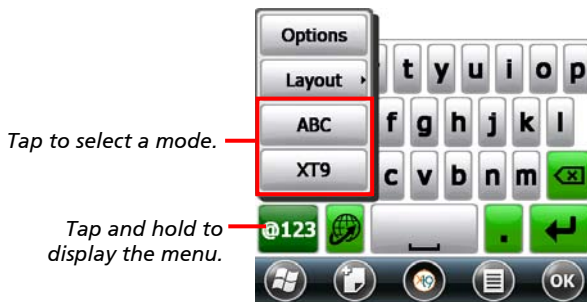 Options
Layout
t y u i o p
ABC
f g h j k l
Tap to select a mode.
XT9
c v b n m
Tap and hold to
display the menu.
@123
.
OK